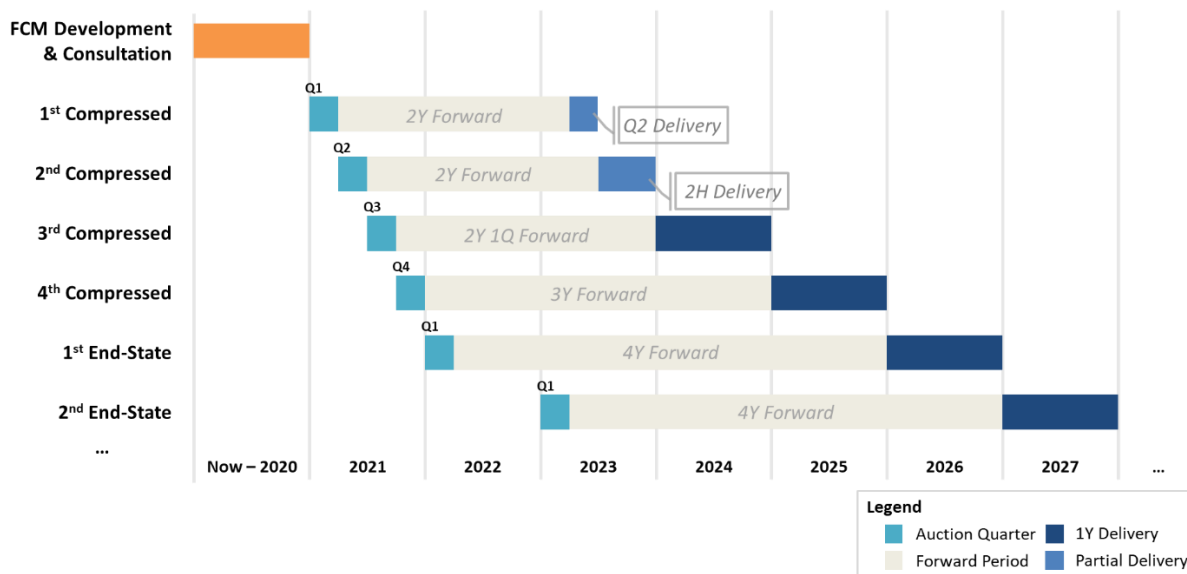 FCM Development
& Consultation
Q1
1st Compressed
2Y Forward
Q2 Delivery
Q2
2nd Compressed
2Y Forward
2H Delivery
Q3
3rd Compressed
2Y 1Q Forward
Q4
4th Compressed
3Y Forward
Q1
1st End-State
4Y Forward
Q1
2nd End-State
4Y Forward
...
Now – 2020 2021 2022 2023 2024 2025 2026 2027 ...
Legend
Auction Quarter 1Y Delivery
Forward Period Partial Delivery